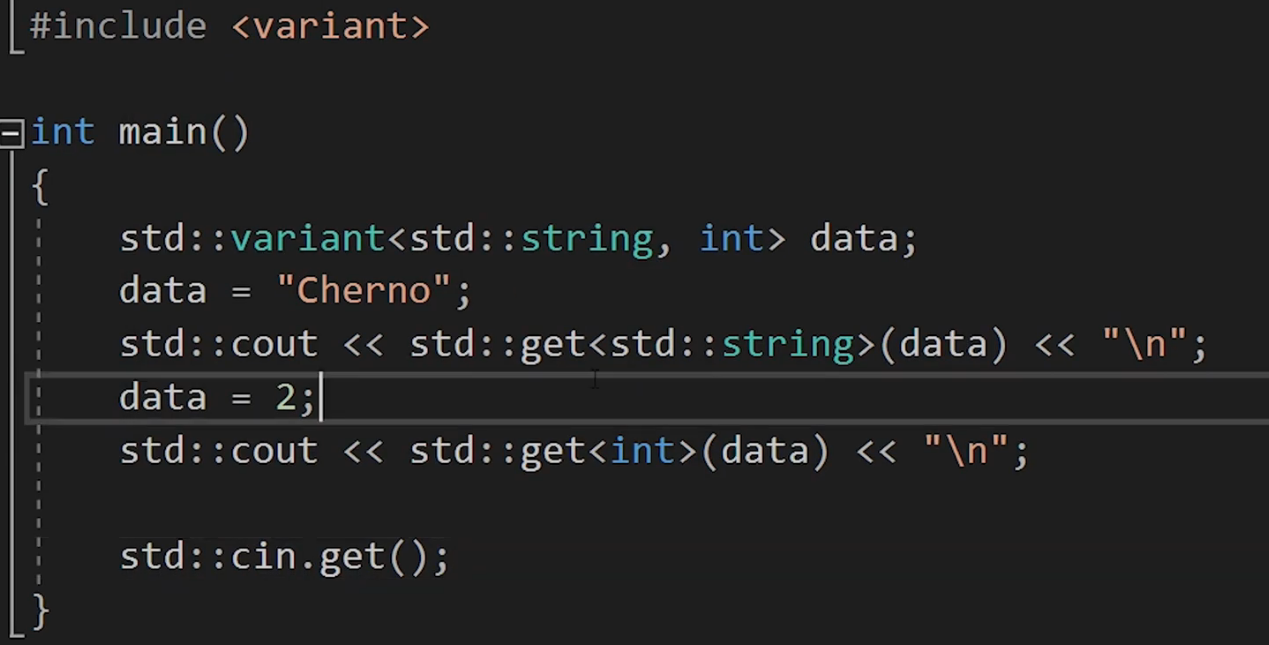 #include <variant>
int main()
{
std::variant<std::string, int> data;
data = "Cherno";
std::cout << std::get<std::string>(data) << "\n";
data = 2;
std::cout << std::get<int>(data) << "\n";
std::cin.get();
}